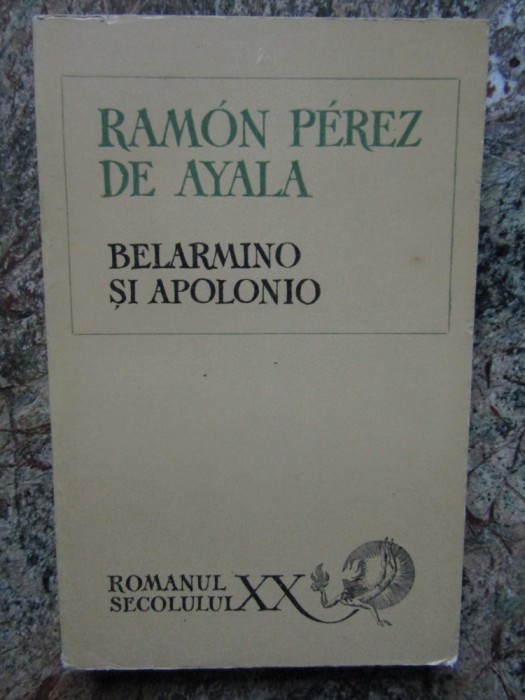 RAMÓN PÉREZ
DE AYALA
BELARMINO
ȘI APOLONIO
ROMANUL
SECOLULUI XX